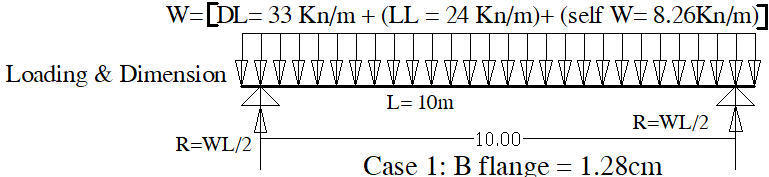 W=[DL= 33 Kn/m + (LL = 24 Kn/m)+ (self W= 8.26Kn/m)]
Loading & Dimension
L= 10m
R=WL/2
10.00
R=WL/2
Case 1: B flange = 1.28cm